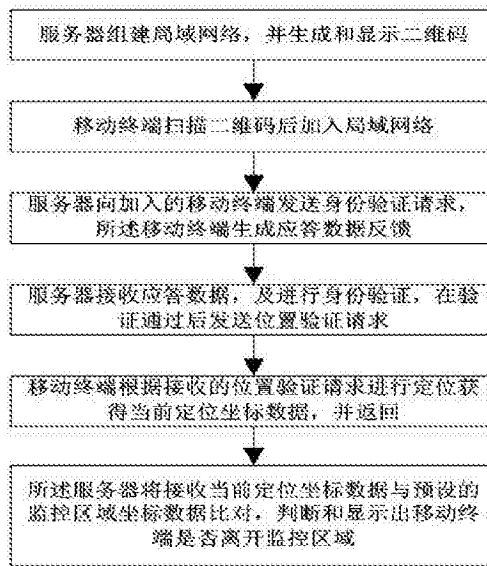 服务器组建局域网络，并生成和显示二维码
移动终端扫描二维码后加入局域网络
服务器向加入的移动终端发送身份验证请求，
所述移动终端生成应答数据反馈
服务器接收应答数据，及进行身份验证，在验
证通过后发送位置验证请求
移动终端根据接收的位置验证请求进行定位获
得当前定位坐标数据，并返回
所述服务器将接收当前定位坐标数据与预设的
监控区域坐标数据比对，判断和显示出移动终
端是否离开监控区域